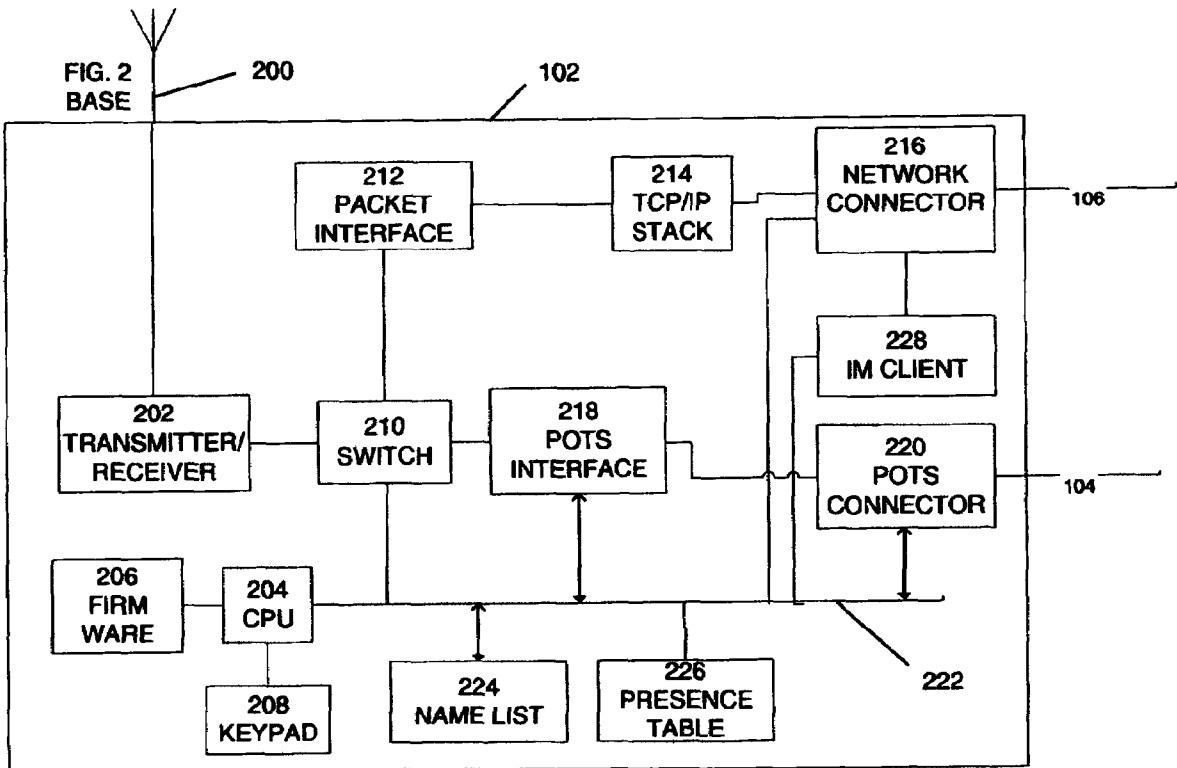 FIG. 2
BASE
200
102
212
PACKET
INTERFACE
214
TCP/IP
STACK
216
NETWORK
CONNECTOR
106
228
IM CLIENT
202
TRANSMITTER/
RECEIVER
210
SWITCH
218
POTS
INTERFACE
220
POTS
CONNECTOR
104
206
FIRM
WARE
204
CPU
208
KEYPAD
224
NAME LIST
226
PRESENCE
TABLE
222